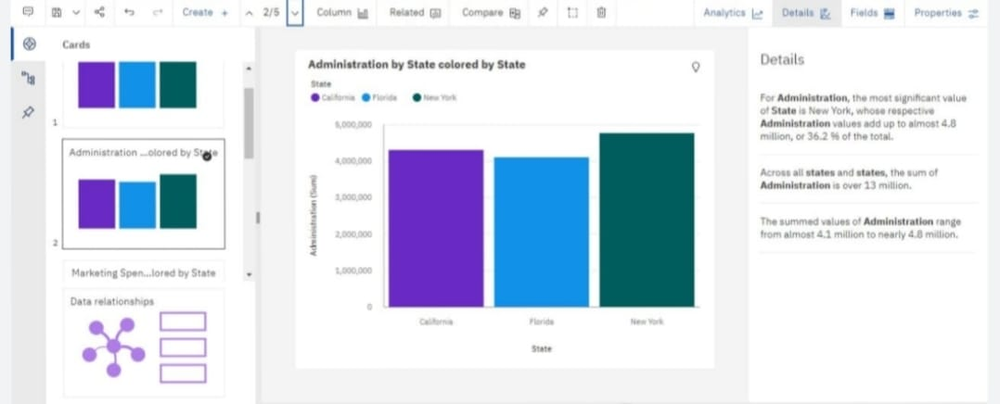 Create +
2/5
Column
Related
Compare
Analytics
Details
Fields
Properties
Cards
1
Administration ...olored by State
2
Marketing Spen...lored by State
Data relationships
Administration by State colored by State
State
California
Florida
New York
5,000,000
4,000,000
3,000,000
2,000,000
1,000,000
0
Administration (Sum)
California
Florida
New York
State
Details
For Administration, the most significant value
of State is New York, whose respective
Administration values add up to almost 4.8
million, or 36.2 % of the total.
Across all states and states, the sum of
Administration is over 13 million.
The summed values of Administration range
from almost 4.1 million to nearly 4.8 million.